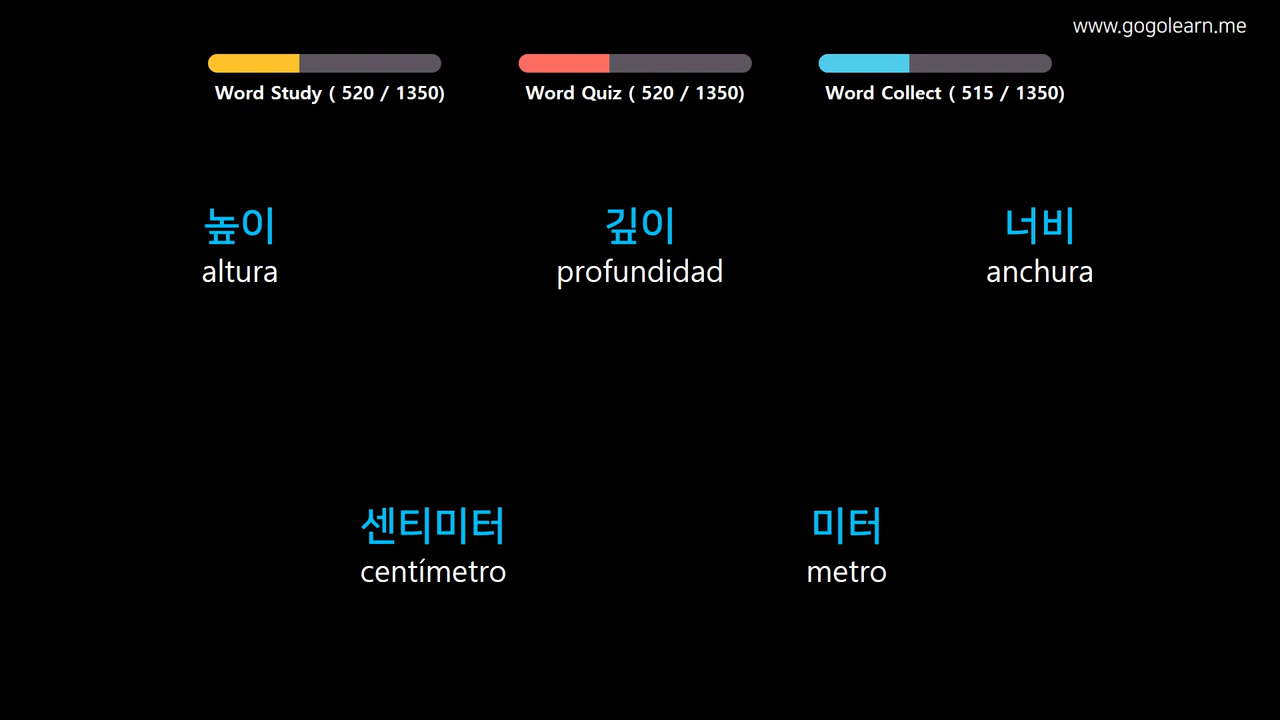 www.gogolearn.me
Word Study ( 520 / 1350)
Word Quiz ( 520 / 1350)
Word Collect ( 515 / 1350)
높이
altura
깊이
profundidad
너비
anchura
센티미터
centímetro
미터
metro